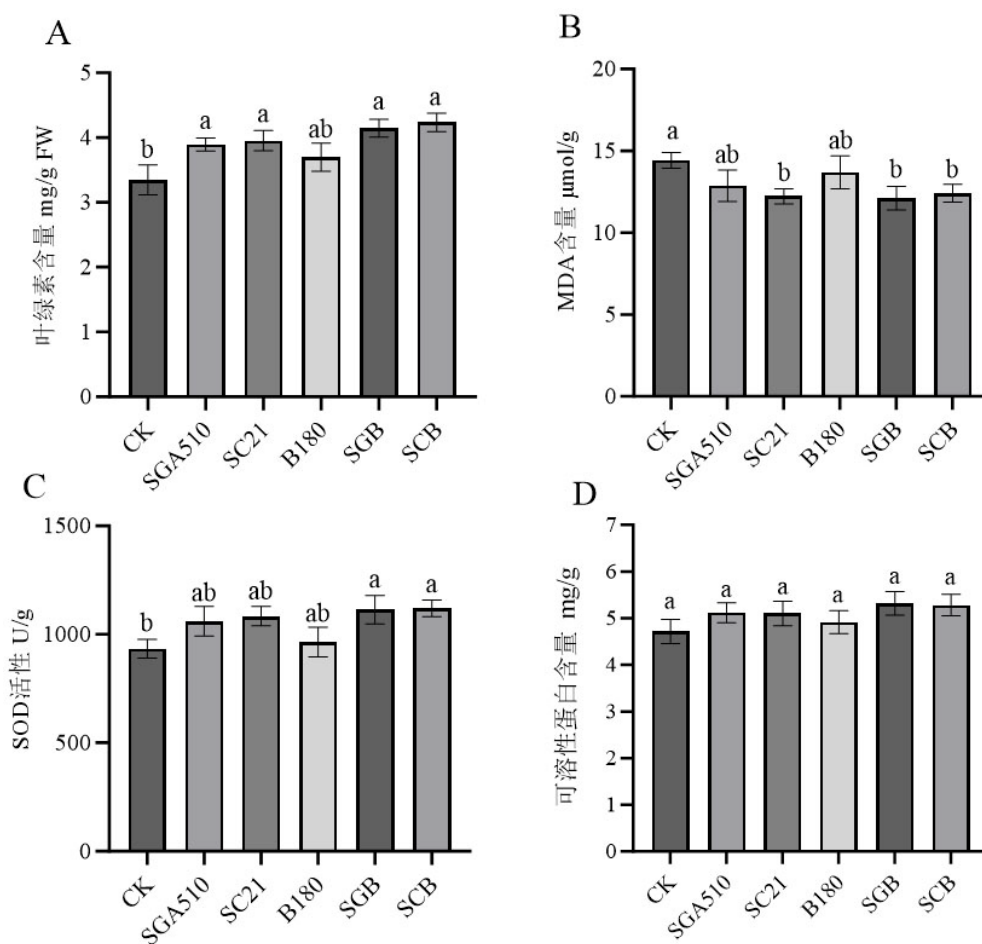 A
叶绿素含量 mg/g FW
5
4
3
2
1
0
b
a
a
ab
a
a
CK
SGA510
SC21
B180
SGB
SCB
B
MDA含量 µmol/g
20
15
10
5
0
a
ab
b
ab
b
b
CK
SGA510
SC21
B180
SGB
SCB
C
SOD活性 U/g
1500
1000
500
0
b
ab
ab
ab
a
a
CK
SGA510
SC21
B180
SGB
SCB
D
可溶性蛋白含量 mg/g
7
6
5
4
3
2
1
0
a
a
a
a
a
a
CK
SGA510
SC21
B180
SGB
SCB